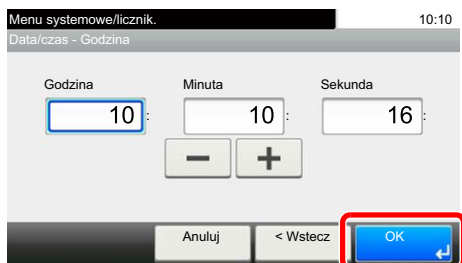 Menu systemowe/licznik. 10:10
Data/czas - Godzina
Godzina Minuta Sekunda
10 : 10 : 16 :
− +
Anuluj < Wstecz OK